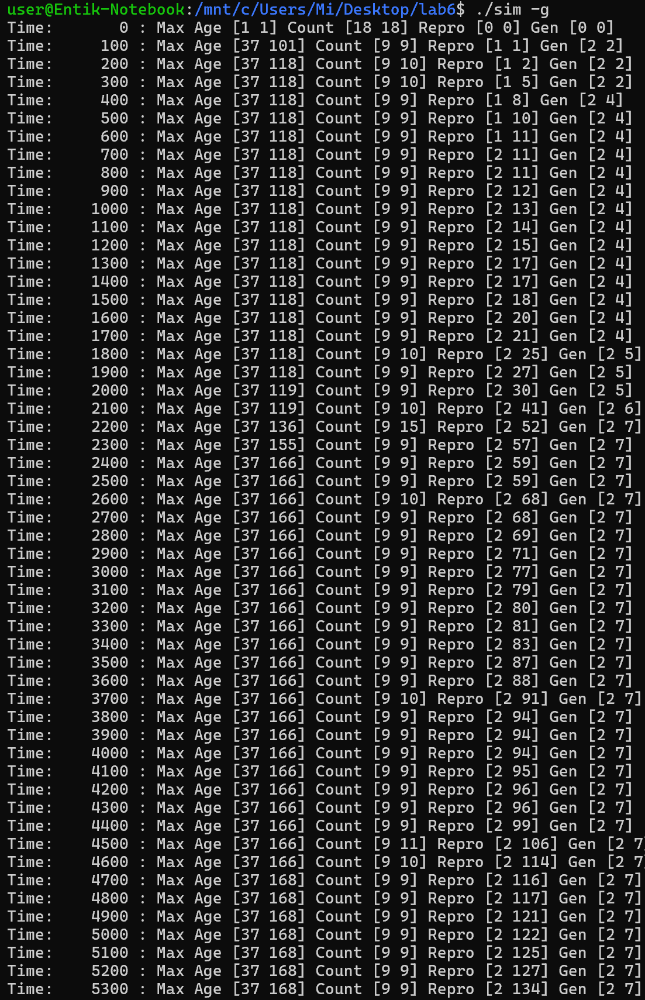 user@Entik-Notebook:/mnt/c/Users/Mi/Desktop/lab6$ ./sim -g
Time:       0 : Max Age [1 1] Count [18 18] Repro [0 0] Gen [0 0]
Time:     100 : Max Age [37 101] Count [9 9] Repro [1 1] Gen [2 2]
Time:     200 : Max Age [37 118] Count [9 10] Repro [1 2] Gen [2 2]
Time:     300 : Max Age [37 118] Count [9 10] Repro [1 5] Gen [2 2]
Time:     400 : Max Age [37 118] Count [9 9] Repro [1 8] Gen [2 4]
Time:     500 : Max Age [37 118] Count [9 9] Repro [1 10] Gen [2 4]
Time:     600 : Max Age [37 118] Count [9 9] Repro [1 11] Gen [2 4]
Time:     700 : Max Age [37 118] Count [9 9] Repro [2 11] Gen [2 4]
Time:     800 : Max Age [37 118] Count [9 9] Repro [2 11] Gen [2 4]
Time:     900 : Max Age [37 118] Count [9 9] Repro [2 12] Gen [2 4]
Time:    1000 : Max Age [37 118] Count [9 9] Repro [2 13] Gen [2 4]
Time:    1100 : Max Age [37 118] Count [9 9] Repro [2 14] Gen [2 4]
Time:    1200 : Max Age [37 118] Count [9 9] Repro [2 15] Gen [2 4]
Time:    1300 : Max Age [37 118] Count [9 9] Repro [2 17] Gen [2 4]
Time:    1400 : Max Age [37 118] Count [9 9] Repro [2 17] Gen [2 4]
Time:    1500 : Max Age [37 118] Count [9 9] Repro [2 18] Gen [2 4]
Time:    1600 : Max Age [37 118] Count [9 9] Repro [2 20] Gen [2 4]
Time:    1700 : Max Age [37 118] Count [9 9] Repro [2 21] Gen [2 4]
Time:    1800 : Max Age [37 118] Count [9 10] Repro [2 25] Gen [2 5]
Time:    1900 : Max Age [37 118] Count [9 9] Repro [2 27] Gen [2 5]
Time:    2000 : Max Age [37 119] Count [9 9] Repro [2 30] Gen [2 5]
Time:    2100 : Max Age [37 119] Count [9 10] Repro [2 41] Gen [2 6]
Time:    2200 : Max Age [37 136] Count [9 15] Repro [2 52] Gen [2 7]
Time:    2300 : Max Age [37 155] Count [9 9] Repro [2 57] Gen [2 7]
Time:    2400 : Max Age [37 166] Count [9 9] Repro [2 59] Gen [2 7]
Time:    2500 : Max Age [37 166] Count [9 9] Repro [2 59] Gen [2 7]
Time:    2600 : Max Age [37 166] Count [9 10] Repro [2 68] Gen [2 7]
Time:    2700 : Max Age [37 166] Count [9 9] Repro [2 68] Gen [2 7]
Time:    2800 : Max Age [37 166] Count [9 9] Repro [2 69] Gen [2 7]
Time:    2900 : Max Age [37 166] Count [9 9] Repro [2 71] Gen [2 7]
Time:    3000 : Max Age [37 166] Count [9 9] Repro [2 77] Gen [2 7]
Time:    3100 : Max Age [37 166] Count [9 9] Repro [2 79] Gen [2 7]
Time:    3200 : Max Age [37 166] Count [9 9] Repro [2 80] Gen [2 7]
Time:    3300 : Max Age [37 166] Count [9 9] Repro [2 81] Gen [2 7]
Time:    3400 : Max Age [37 166] Count [9 9] Repro [2 83] Gen [2 7]
Time:    3500 : Max Age [37 166] Count [9 9] Repro [2 87] Gen [2 7]
Time:    3600 : Max Age [37 166] Count [9 9] Repro [2 88] Gen [2 7]
Time:    3700 : Max Age [37 166] Count [9 10] Repro [2 91] Gen [2 7]
Time:    3800 : Max Age [37 166] Count [9 9] Repro [2 94] Gen [2 7]
Time:    3900 : Max Age [37 166] Count [9 9] Repro [2 94] Gen [2 7]
Time:    4000 : Max Age [37 166] Count [9 9] Repro [2 94] Gen [2 7]
Time:    4100 : Max Age [37 166] Count [9 9] Repro [2 95] Gen [2 7]
Time:    4200 : Max Age [37 166] Count [9 9] Repro [2 96] Gen [2 7]
Time:    4300 : Max Age [37 166] Count [9 9] Repro [2 96] Gen [2 7]
Time:    4400 : Max Age [37 166] Count [9 9] Repro [2 99] Gen [2 7]
Time:    4500 : Max Age [37 166] Count [9 11] Repro [2 106] Gen [2 7]
Time:    4600 : Max Age [37 166] Count [9 10] Repro [2 114] Gen [2 7]
Time:    4700 : Max Age [37 168] Count [9 9] Repro [2 116] Gen [2 7]
Time:    4800 : Max Age [37 168] Count [9 9] Repro [2 117] Gen [2 7]
Time:    4900 : Max Age [37 168] Count [9 9] Repro [2 121] Gen [2 7]
Time:    5000 : Max Age [37 168] Count [9 9] Repro [2 122] Gen [2 7]
Time:    5100 : Max Age [37 168] Count [9 9] Repro [2 125] Gen [2 7]
Time:    5200 : Max Age [37 168] Count [9 9] Repro [2 127] Gen [2 7]
Time:    5300 : Max Age [37 168] Count [9 9] Repro [2 134] Gen [2 7]